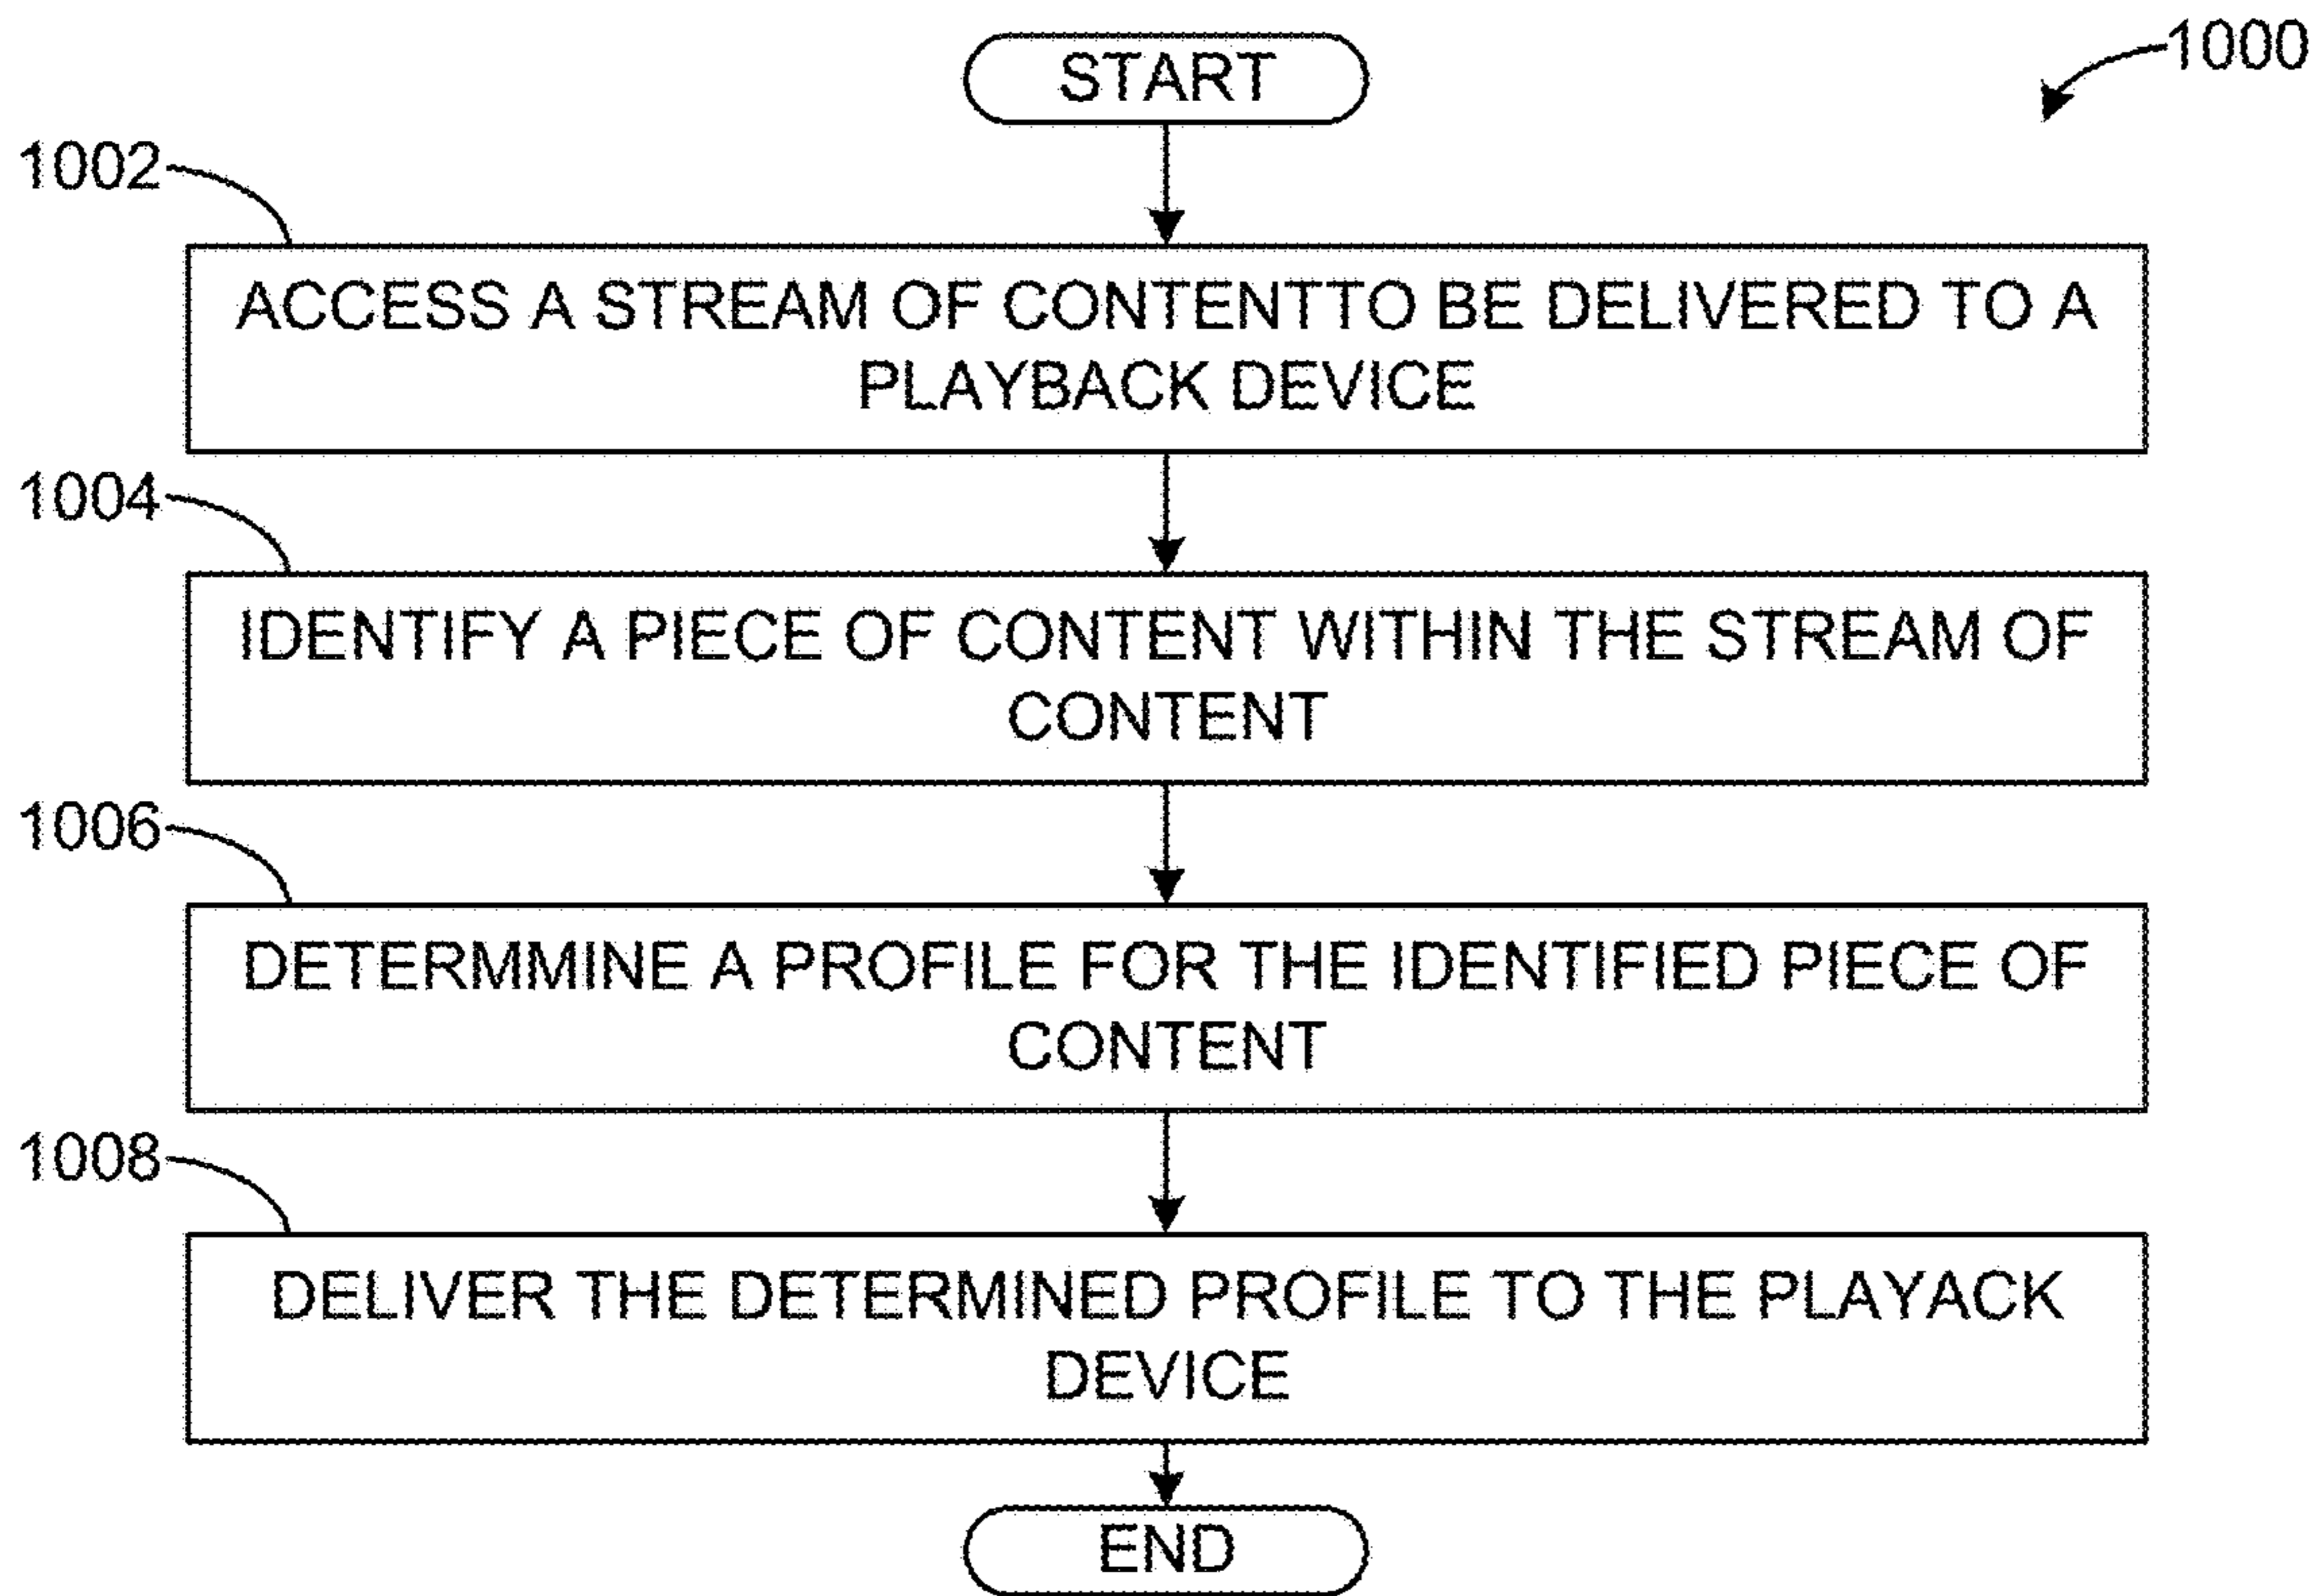 START
1000
1002
ACCESS A STREAM OF CONTENTTO BE DELIVERED TO A
PLAYBACK DEVICE
1004
IDENTIFY A PIECE OF CONTENT WITHIN THE STREAM OF
CONTENT
1006
DETERMMINE A PROFILE FOR THE IDENTIFIED PIECE OF
CONTENT
1008
DELIVER THE DETERMINED PROFILE TO THE PLAYACK
DEVICE
END